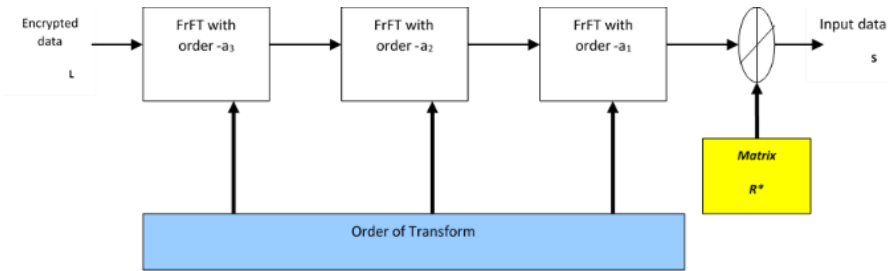 Encrypted
data
L
FrFT with
order -a₃
FrFT with
order -a₂
FrFT with
order -a₁
Input data
s
Matrix
R*
Order of Transform